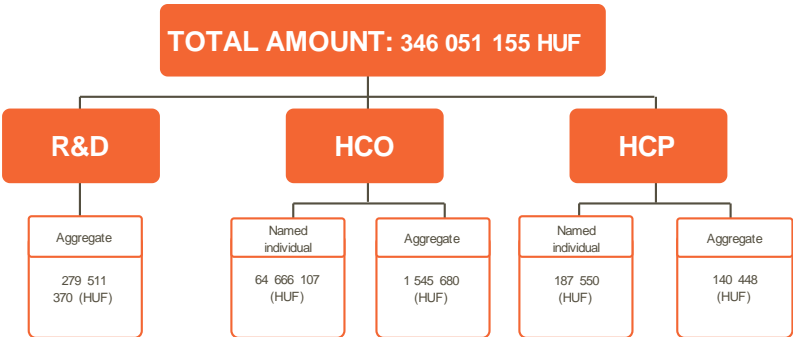 TOTAL AMOUNT: 346 051 155 HUF
R&D
HCO
HCP
Aggregate
279 511
370 (HUF)
Named
individual
64 666 107
(HUF)
Aggregate
1 545 680
(HUF)
Named
individual
187 550
(HUF)
Aggregate
140 448
(HUF)